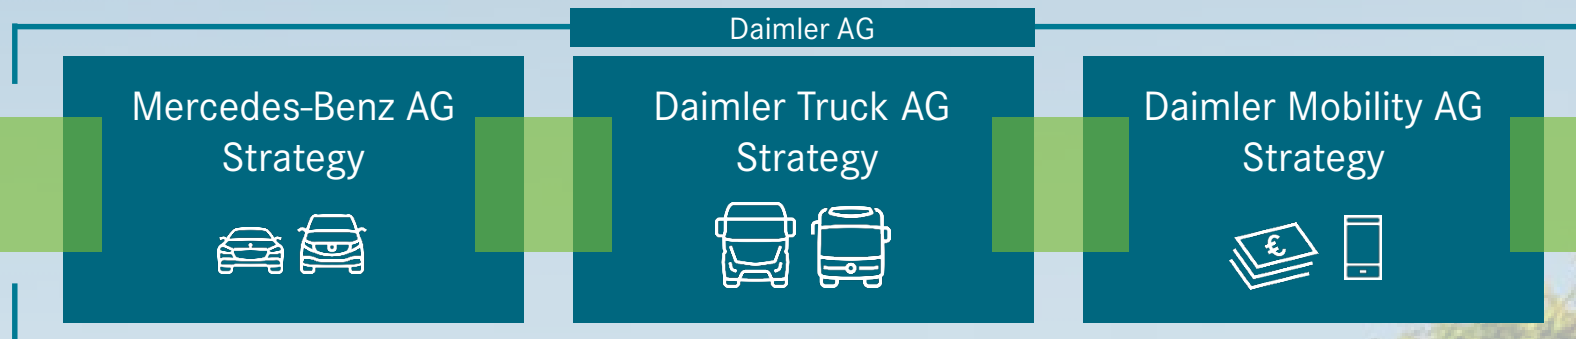 Daimler AG
Mercedes-Benz AG
Strategy
Daimler Truck AG
Strategy
Daimler Mobility AG
Strategy
€